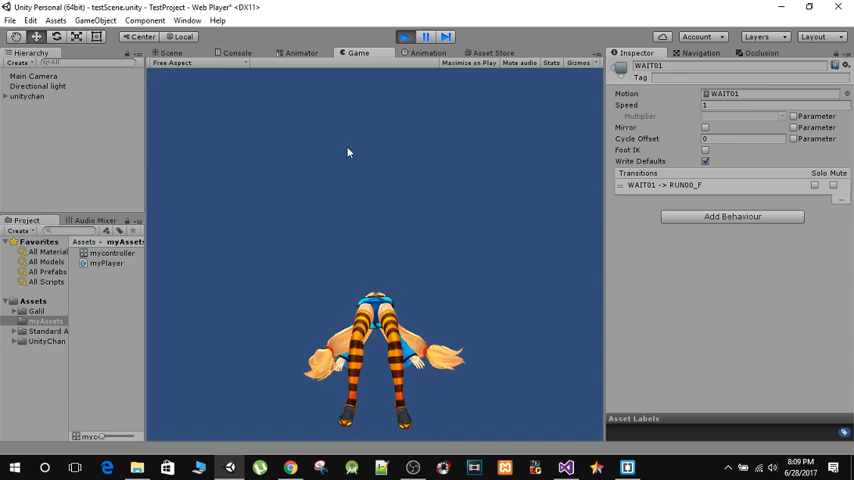 Unity Personal (64bit) - testScene.unity - TestProject - Web Player* <DX11>
File Edit Assets GameObject Component Window Help
Center Local Account Layers Layout
Hierarchy Scene Console Animator Game Animation Asset Store Inspector Navigation Occlusion
Create All Free Aspect Maximize on Play Mute audio Stats Gizmos WAIT01
Tag
Main Camera
Directional light
unitychan
Motion WAIT01
Speed 1
Multiplier Parameter
Mirror Parameter
Cycle Offset 0 Parameter
Foot IK
Write Defaults
Transitions Solo Mute
WAIT01 -> RUN00_F
Add Behaviour
Project Audio Mixer
Create
Favorites Assets myAssets
All Material mycontroller
All Models myPlayer
All Prefabs
All Scripts
Assets
Galil
myAssets
Standard A
UnityChan
Asset Labels
myc
8:09 PM
6/28/2017